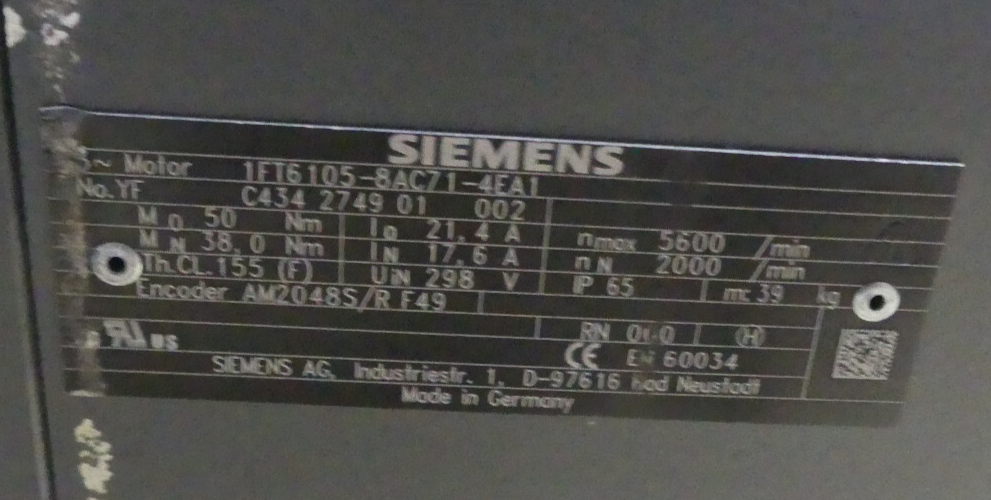 SIEMENS
3~ Motor 1FT6105-8AC71-4EA1
No. YF C434 2749 01 002
M0 50 Nm I0 21,4 A nmax 5600 /min
MN 38,0 Nm IN 17,6 A nN 2000 /min
Th.CL.155 (F) UIN 298 V IP 65 m: 39 kg
Encoder AM2048S/R F49
RN 000 (H)
c RU us CE EN 60034
SIEMENS AG, Industriestr. 1, D-97616 Bad Neustadt
Made in Germany